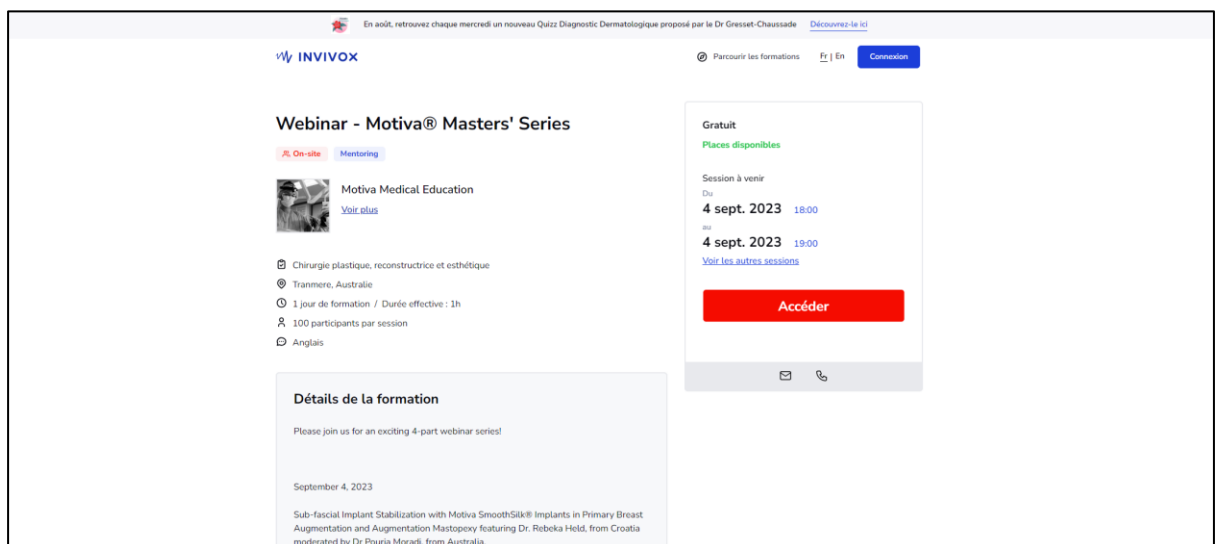 En août, retrouvez chaque mercredi un nouveau Quizz Diagnostic Dermatologique proposé par le Dr Gresset-Chaussade Découvrez-le ici
INVIVOX
Parcourir les formations Fr | En Connexion
Webinar - Motiva® Masters' Series
On-site Mentoring
Motiva Medical Education
Voir plus
Chirurgie plastique, reconstructrice et esthétique
Tranmere, Australie
1 jour de formation / Durée effective : 1h
100 participants par session
Anglais
Détails de la formation
Please join us for an exciting 4-part webinar series!
September 4, 2023
Sub-fascial Implant Stabilization with Motiva SmoothSilk® Implants in Primary Breast
Augmentation and Augmentation Mastopexy featuring Dr. Rebeka Held, from Croatia
moderated by Dr Pouria Moradi, from Australia.
Gratuit
Places disponibles
Session à venir
Du
4 sept. 2023 18:00
au
4 sept. 2023 19:00
Voir les autres sessions
Accéder